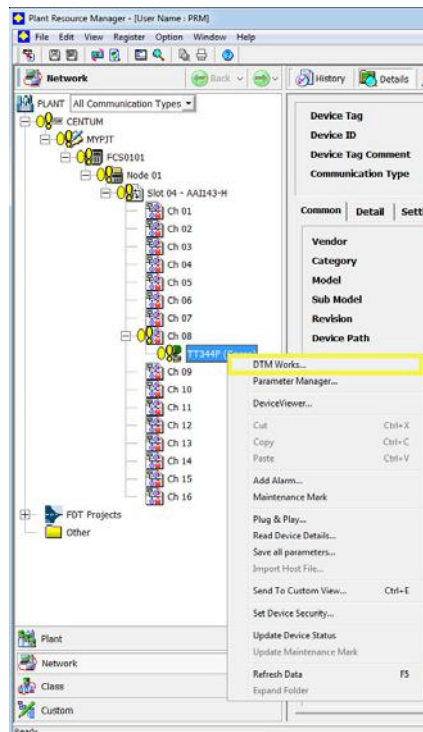 Plant Resource Manager - [User Name : PRM]
File Edit View Register Option Window Help
Network
Back
History
Details
PLANT
All Communication Types
CENTUM
MYPJT
FCS0101
Node 01
Slot 04 - AAI143-H
Ch 01
Ch 02
Ch 03
Ch 04
Ch 05
Ch 06
Ch 07
Ch 08
TT344P
Ch 09
Ch 10
Ch 11
Ch 12
Ch 13
Ch 14
Ch 15
Ch 16
FDT Projects
Other
Plant
Network
Class
Custom
Ready
Device Tag
Device ID
Device Tag Comment
Communication Type
Common Detail
Vendor
Category
Model
Sub Model
Revision
Device Path
DTM Works...
Parameter Manager...
DeviceViewer...
Cut Ctrl+X
Copy Ctrl+C
Paste Ctrl+V
Add Alarm...
Maintenance Mark
Plug & Play...
Read Device Details...
Save all parameters...
Import Host File...
Send To Custom View... Ctrl+E
Set Device Security...
Update Device Status
Update Maintenance Mark
Refresh Data F5
Expand Folder